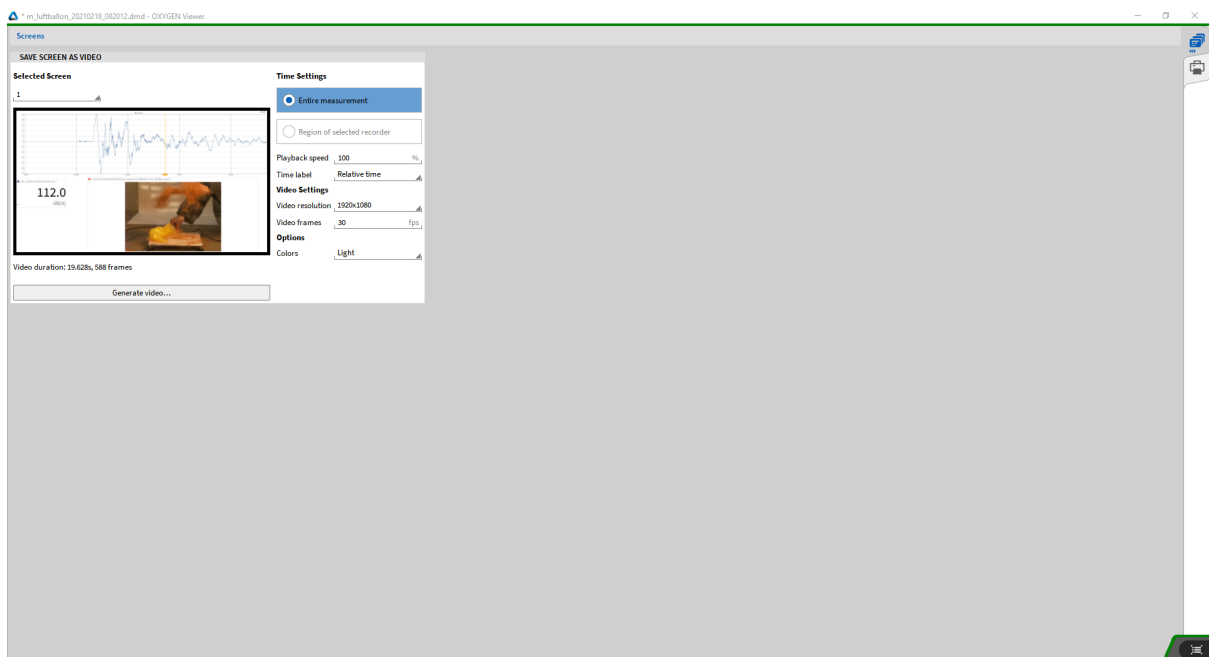 * m_luftballon_20210218_082012.dmd - OXYGEN Viewer
Screens
SAVE SCREEN AS VIDEO
Selected Screen
1
112.0
dB(A)
Video duration: 19.628s, 588 frames
Generate video...
Time Settings
Entire measurement
Region of selected recorder
Playback speed 100 %
Time label Relative time
Video Settings
Video resolution 1920x1080
Video frames 30 fps
Options
Colors Light